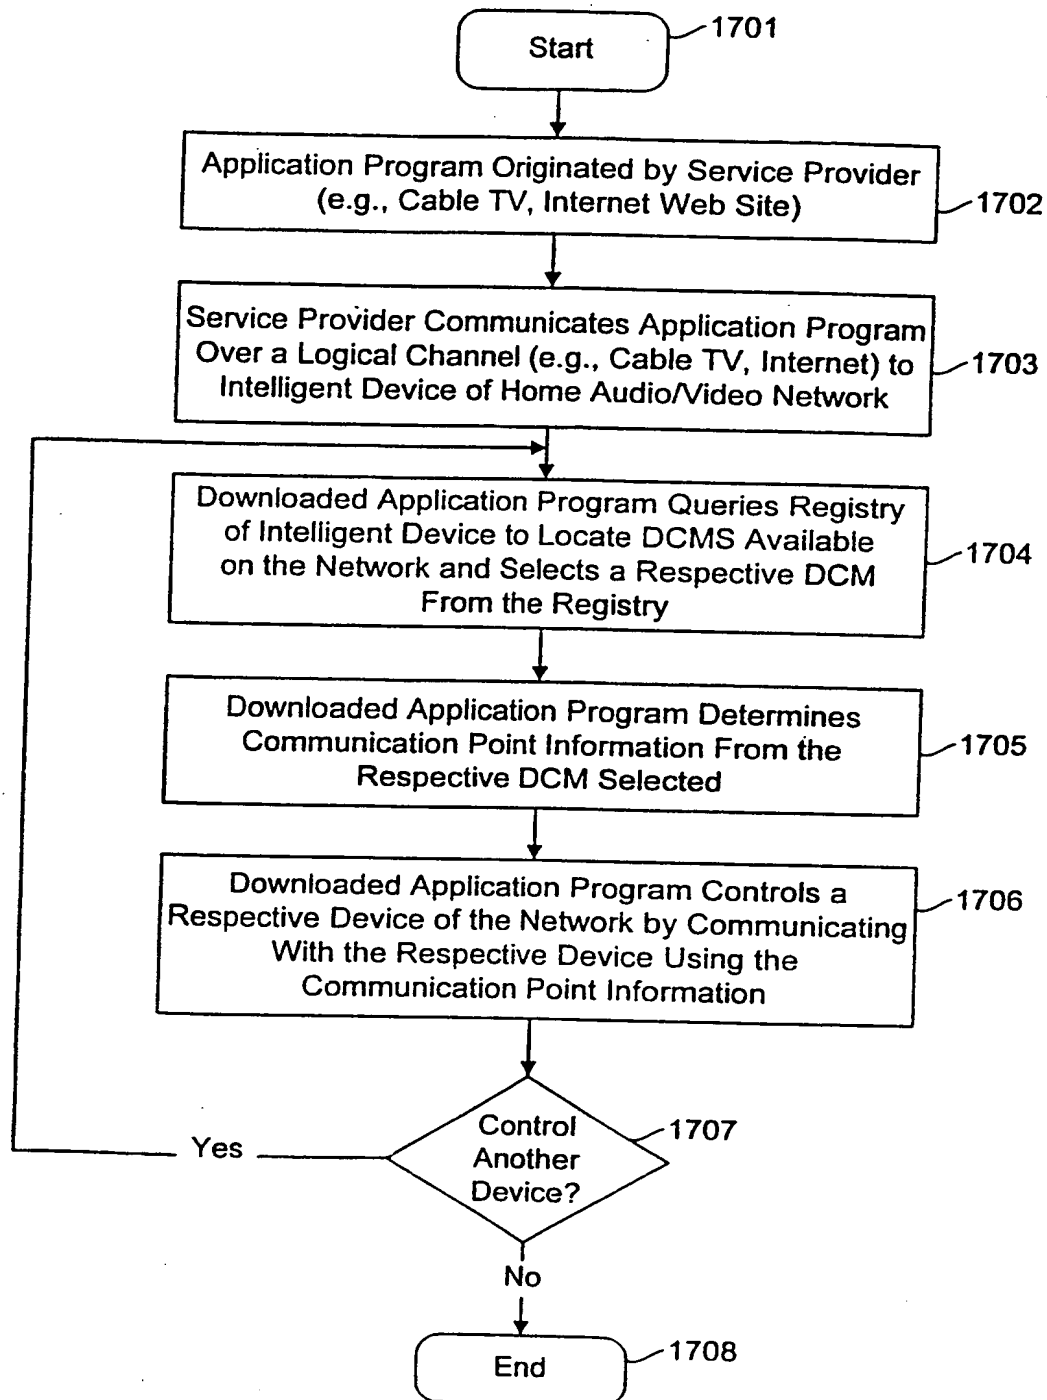 Start
1701
Application Program Originated by Service Provider
(e.g., Cable TV, Internet Web Site)
1702
Service Provider Communicates Application Program
Over a Logical Channel (e.g., Cable TV, Internet) to
Intelligent Device of Home Audio/Video Network
1703
Downloaded Application Program Queries Registry
of Intelligent Device to Locate DCMS Available
on the Network and Selects a Respective DCM
From the Registry
1704
Downloaded Application Program Determines
Communication Point Information From the
Respective DCM Selected
1705
Downloaded Application Program Controls a
Respective Device of the Network by Communicating
With the Respective Device Using the
Communication Point Information
1706
Control
Another
Device?
1707
Yes
No
End
1708